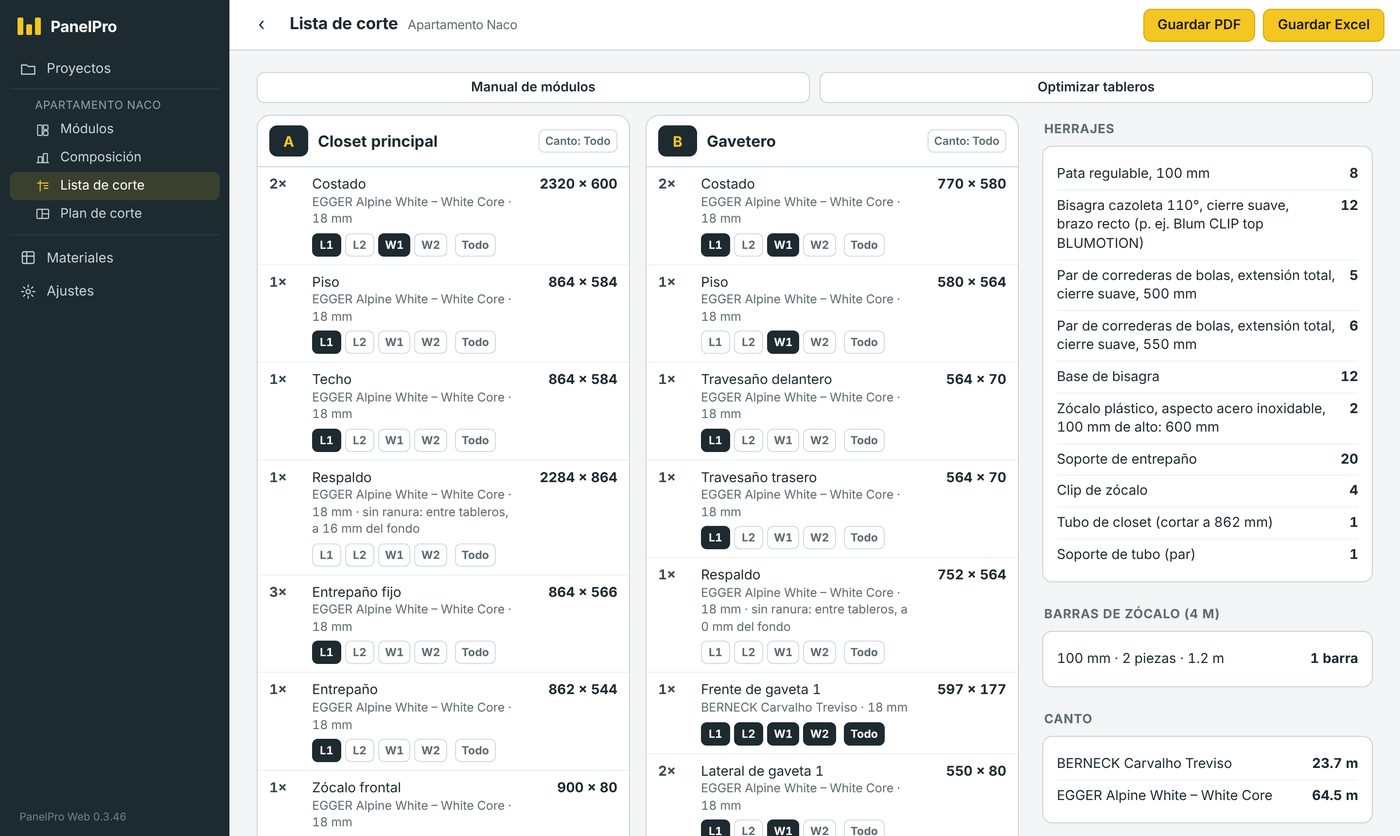 PanelPro
Proyectos
APARTAMENTO NACO
Módulos
Composición
Lista de corte
Plan de corte
Materiales
Ajustes
PanelPro Web 0.3.46
‹ Lista de corte Apartamento Naco
Guardar PDF
Guardar Excel
Manual de módulos
Optimizar tableros
A Closet principal Canto: Todo
2× Costado 2320 × 600
EGGER Alpine White – White Core ·
18 mm
L1 L2 W1 W2 Todo
1× Piso 864 × 584
EGGER Alpine White – White Core ·
18 mm
L1 L2 W1 W2 Todo
1× Techo 864 × 584
EGGER Alpine White – White Core ·
18 mm
L1 L2 W1 W2 Todo
1× Respaldo 2284 × 864
EGGER Alpine White – White Core ·
18 mm · sin ranura: entre tableros,
a 16 mm del fondo
L1 L2 W1 W2 Todo
3× Entrepaño fijo 864 × 566
EGGER Alpine White – White Core ·
18 mm
L1 L2 W1 W2 Todo
1× Entrepaño 862 × 544
EGGER Alpine White – White Core ·
18 mm
L1 L2 W1 W2 Todo
1× Zócalo frontal 900 × 80
EGGER Alpine White – White Core ·
18 mm
B Gavetero Canto: Todo
2× Costado 770 × 580
EGGER Alpine White – White Core ·
18 mm
L1 L2 W1 W2 Todo
1× Piso 580 × 564
EGGER Alpine White – White Core ·
18 mm
L1 L2 W1 W2 Todo
1× Travesaño delantero 564 × 70
EGGER Alpine White – White Core ·
18 mm
L1 L2 W1 W2 Todo
1× Travesaño trasero 564 × 70
EGGER Alpine White – White Core ·
18 mm
L1 L2 W1 W2 Todo
1× Respaldo 752 × 564
EGGER Alpine White – White Core ·
18 mm · sin ranura: entre tableros, a
0 mm del fondo
L1 L2 W1 W2 Todo
1× Frente de gaveta 1 597 × 177
BERNECK Carvalho Treviso · 18 mm
L1 L2 W1 W2 Todo
2× Lateral de gaveta 1 550 × 80
EGGER Alpine White – White Core ·
18 mm
L1 L2 W1 W2 Todo
HERRAJES
Pata regulable, 100 mm 8
Bisagra cazoleta 110°, cierre suave, 12
brazo recto (p. ej. Blum CLIP top
BLUMOTION)
Par de correderas de bolas, extensión total, 5
cierre suave, 500 mm
Par de correderas de bolas, extensión total, 6
cierre suave, 550 mm
Base de bisagra 12
Zócalo plástico, aspecto acero inoxidable, 2
100 mm de alto: 600 mm
Soporte de entrepaño 20
Clip de zócalo 4
Tubo de closet (cortar a 862 mm) 1
Soporte de tubo (par) 1
BARRAS DE ZÓCALO (4 M)
100 mm · 2 piezas · 1.2 m 1 barra
CANTO
BERNECK Carvalho Treviso 23.7 m
EGGER Alpine White – White Core 64.5 m